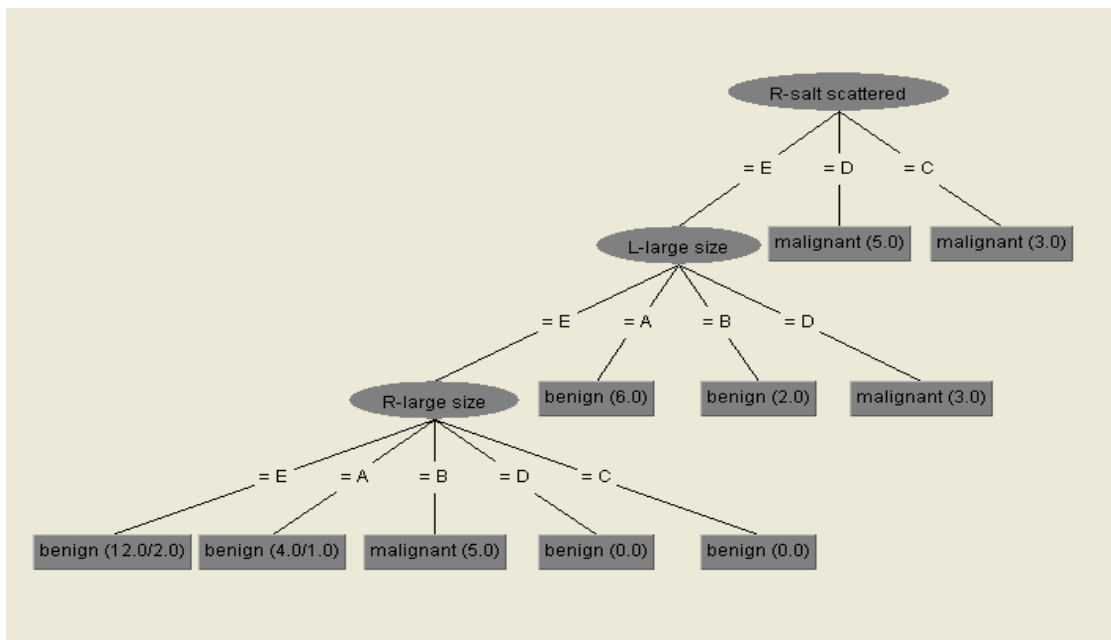 R-salt scattered
= E
= D
= C
L-large size
malignant (5.0)
malignant (3.0)
= E
= A
= B
= D
R-large size
benign (6.0)
benign (2.0)
malignant (3.0)
= E
= A
= B
= D
= C
benign (12.0/2.0)
benign (4.0/1.0)
malignant (5.0)
benign (0.0)
benign (0.0)